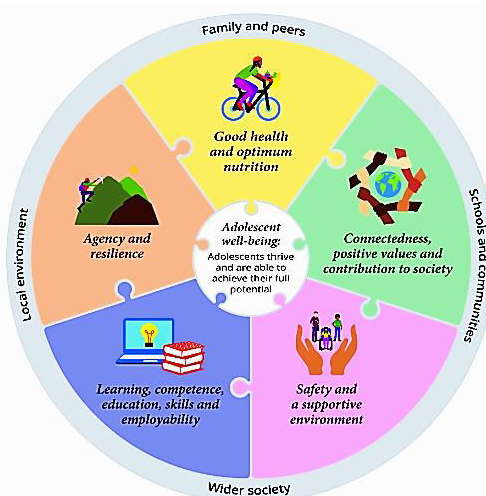 Family and peers
Good health
and optimum
nutrition
Agency and
resilience
Adolescent
well-being:
Adolescents thrive
and are able to
achieve their full
potential
Connectedness,
positive values and
contribution to society
Local environment
Schools and communities
Learning, competence,
education, skills and
employability
Safety and
a supportive
environment
Wider society